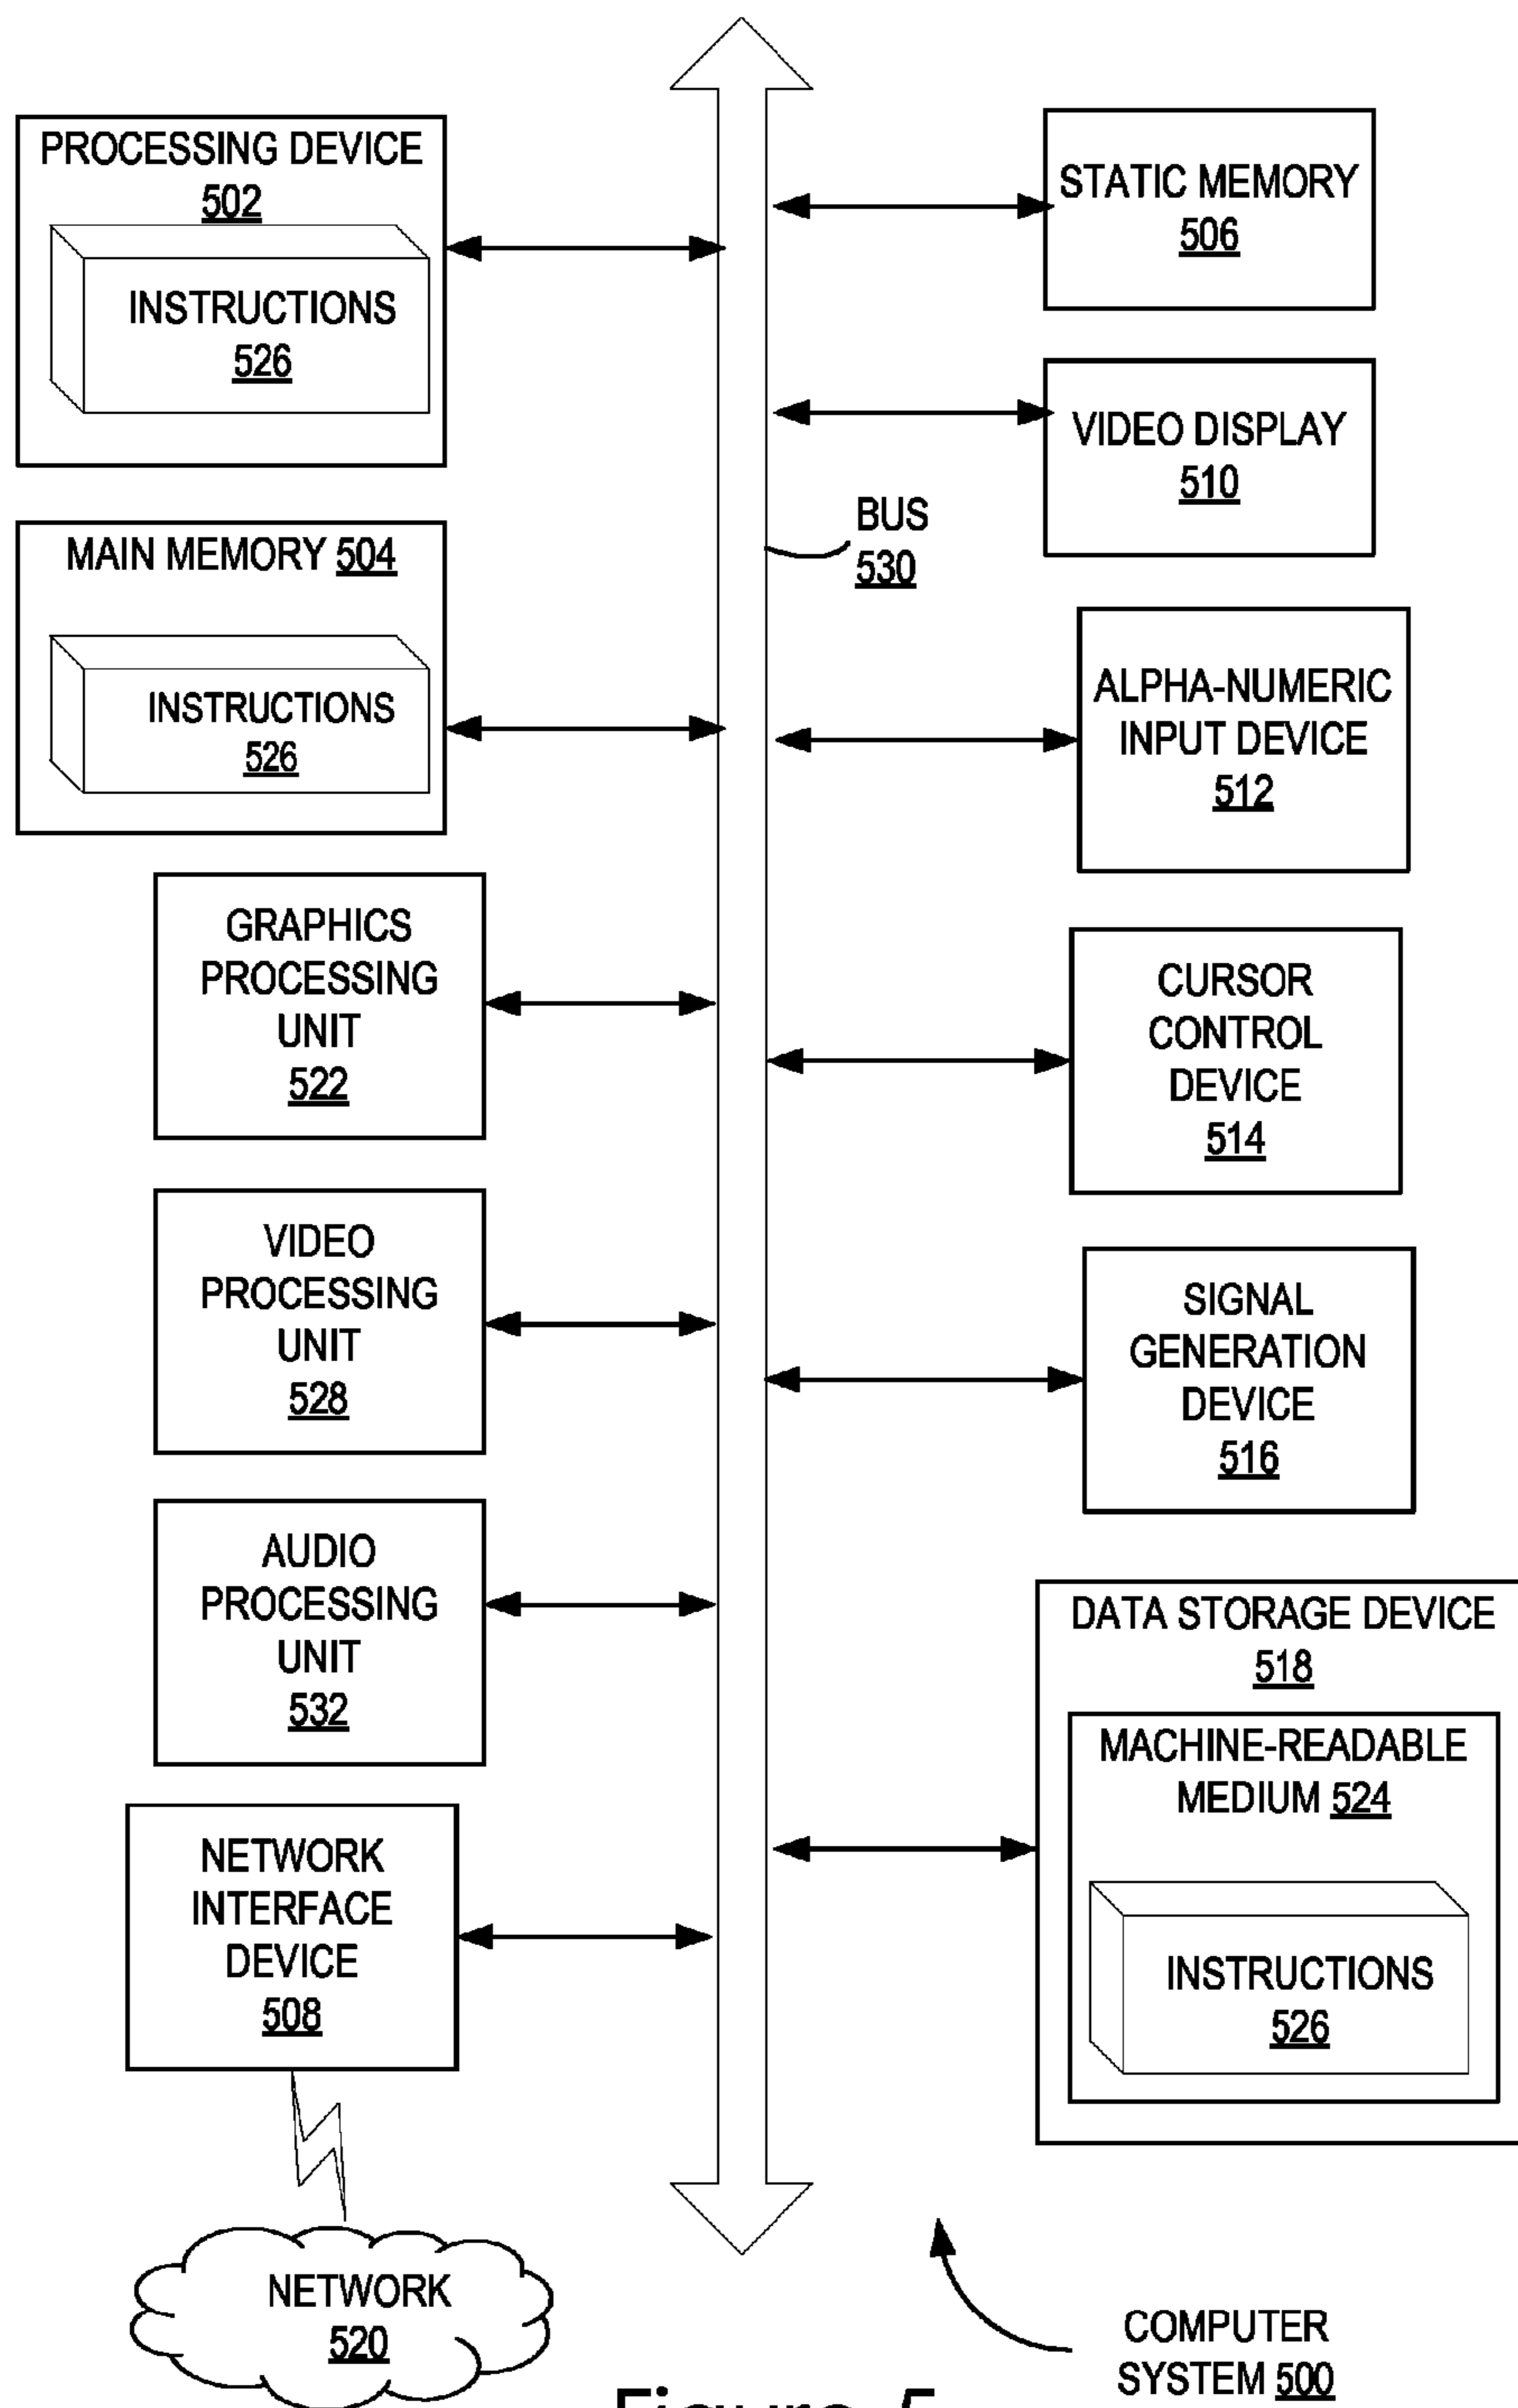 PROCESSING DEVICE
502
INSTRUCTIONS
526
MAIN MEMORY 504
INSTRUCTIONS
526
GRAPHICS
PROCESSING
UNIT
522
VIDEO
PROCESSING
UNIT
528
AUDIO
PROCESSING
UNIT
532
NETWORK
INTERFACE
DEVICE
508
NETWORK
520
BUS
530
STATIC MEMORY
506
VIDEO DISPLAY
510
ALPHA-NUMERIC
INPUT DEVICE
512
CURSOR
CONTROL
DEVICE
514
SIGNAL
GENERATION
DEVICE
516
DATA STORAGE DEVICE
518
MACHINE-READABLE
MEDIUM 524
INSTRUCTIONS
526
COMPUTER
SYSTEM 500
Figure 5